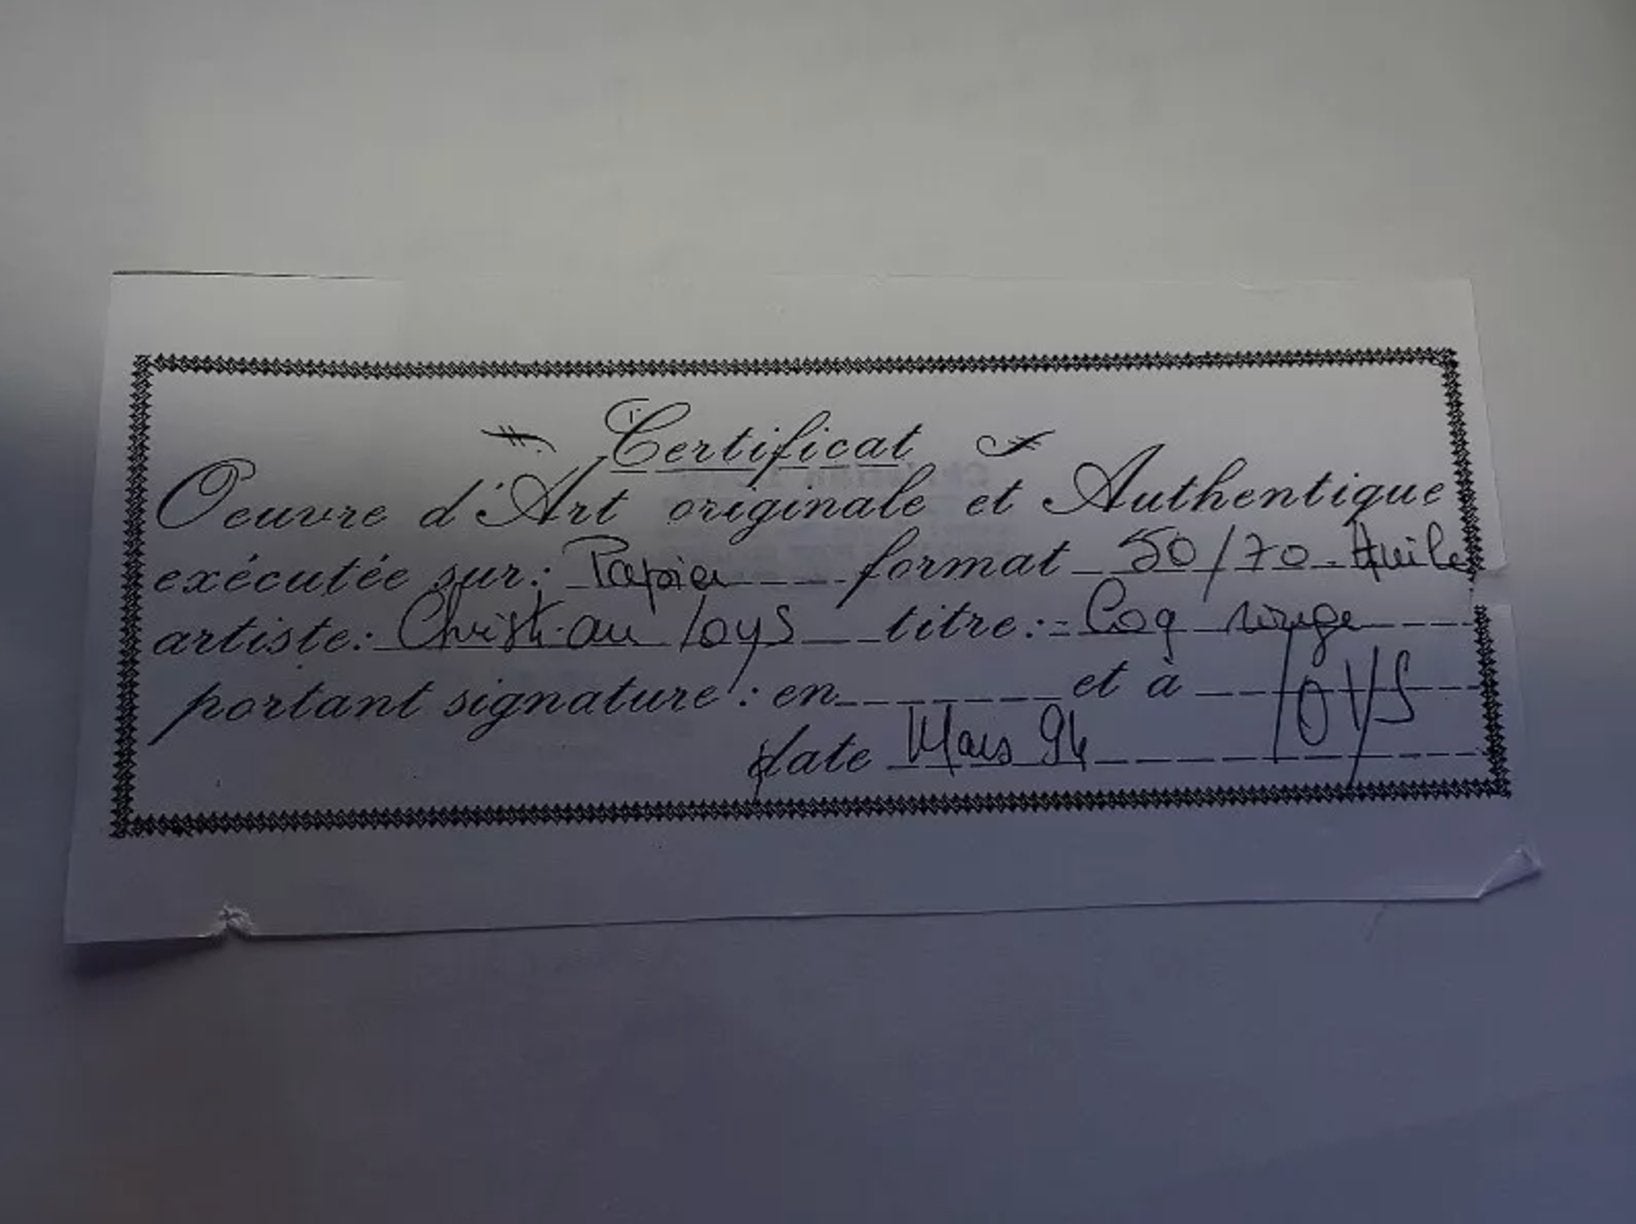 Certificat
Oeuvre d'Art originale et Authentique
exécutée sur: Papier format 50/70 Huile
artiste: Christian loys titre: Coq rouge
portant signature: en et à loys
date Mars 94